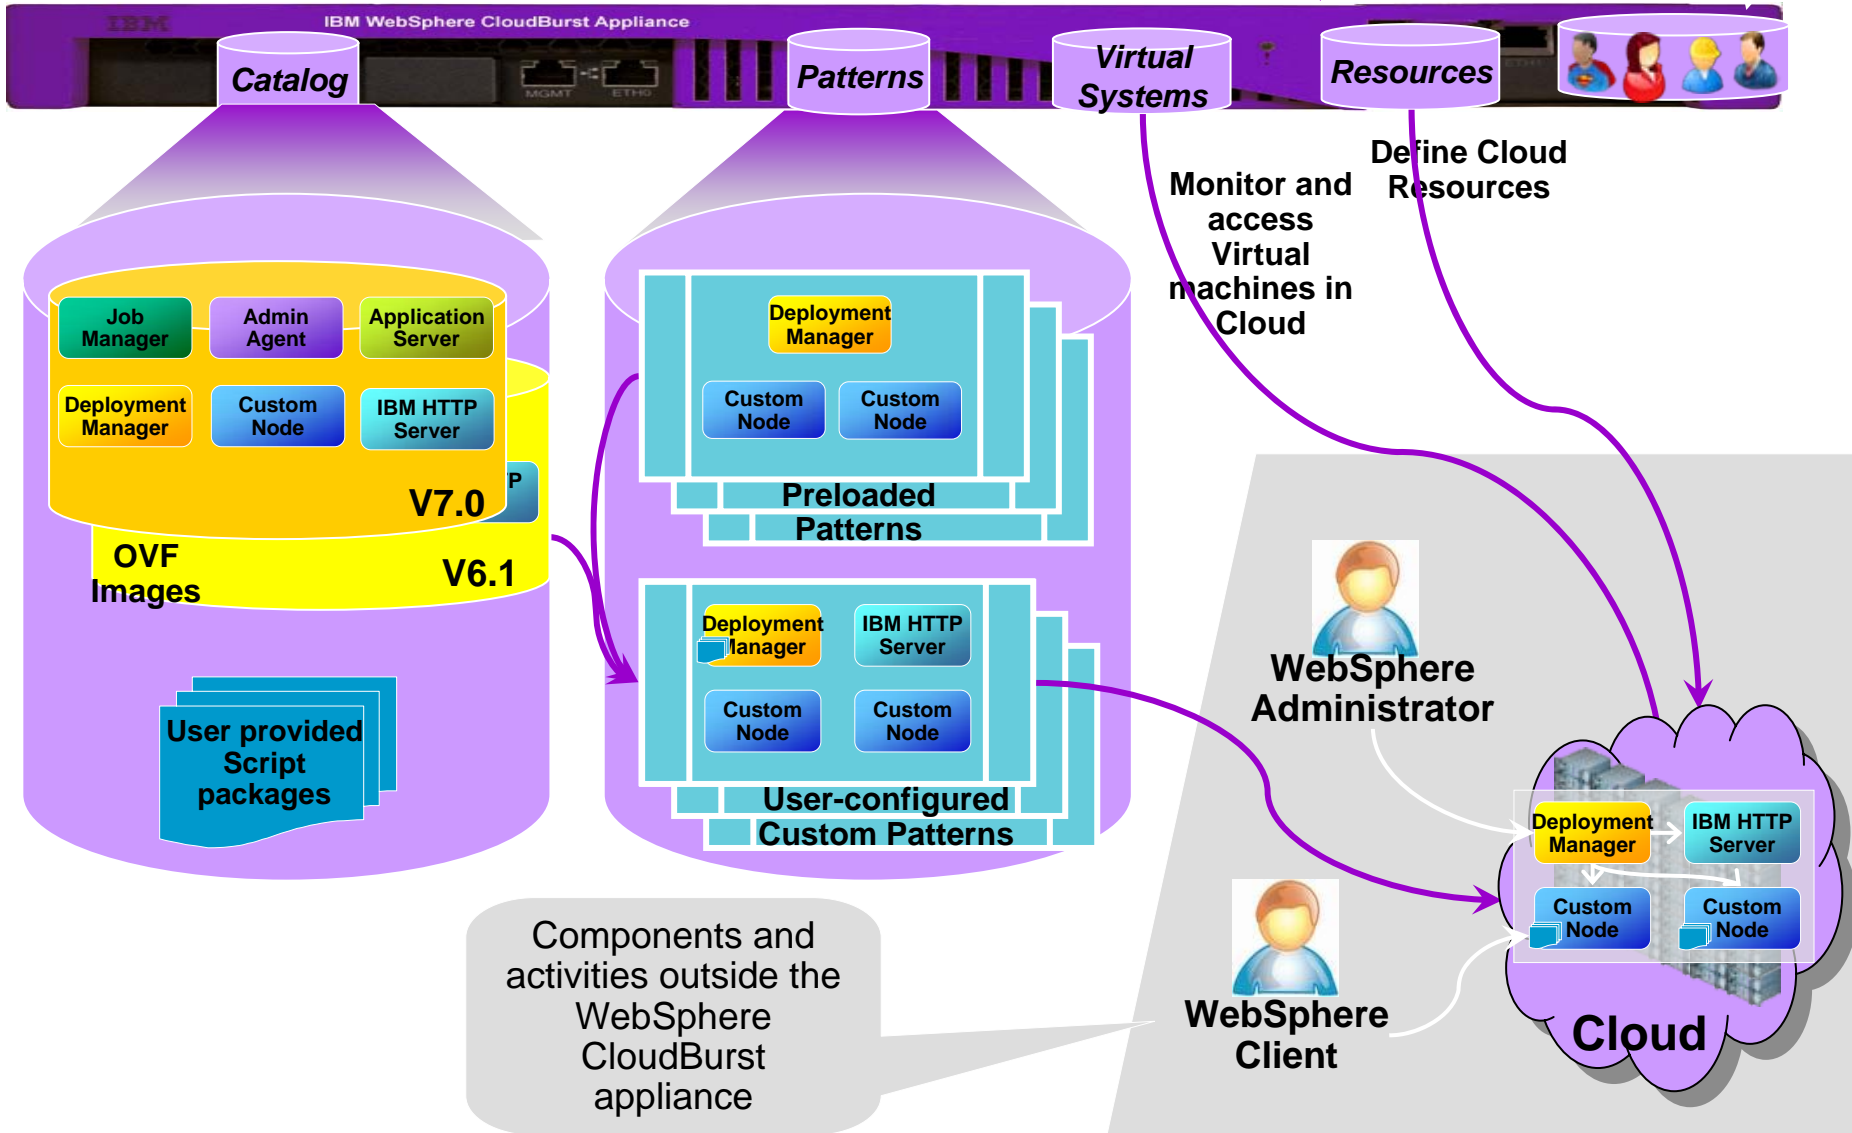 IBM
IBM WebSphere CloudBurst Appliance
Catalog
MGMT
ETH0
Patterns
Virtual
Systems
Resources
ETH1
Define Cloud
Resources
Monitor and
access
Virtual
machines in
Cloud
Job
Manager
Admin
Agent
Application
Server
Deployment
Manager
Custom
Node
IBM HTTP
Server
V7.0
TP
OVF
Images
V6.1
User provided
Script
packages
Deployment
Manager
Custom
Node
Custom
Node
Preloaded
Patterns
Deployment
Manager
IBM HTTP
Server
Custom
Node
Custom
Node
User-configured
Custom Patterns
Components and
activities outside the
WebSphere
CloudBurst
appliance
WebSphere
Administrator
WebSphere
Client
Deployment
Manager
IBM HTTP
Server
Custom
Node
Custom
Node
Cloud